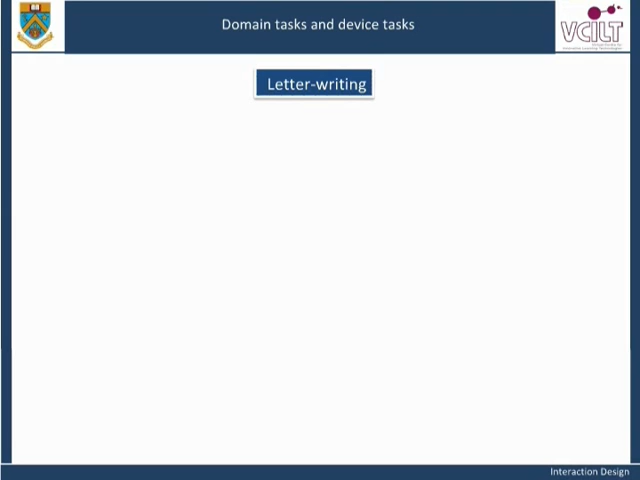 Domain tasks and device tasks
VCILT
Letter-writing
Interaction Design